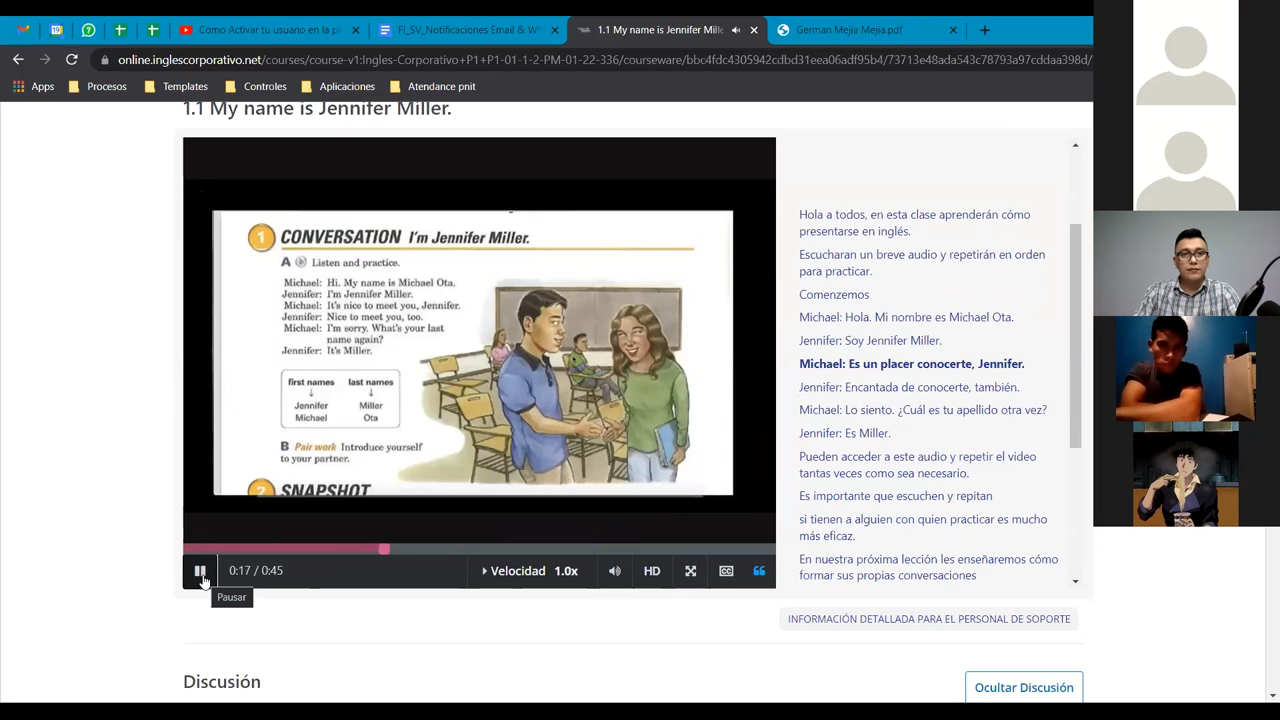 Como Activar tu usuario en la pl
FI_SV_Notificaciones Email & Wh
1.1 My name is Jennifer Mille
German Mejia Mejia.pdf
online.inglescorporativo.net/courses/course-v1:Ingles-Corporativo+P1+P1-01-1-2-PM-01-22-336/courseware/bbc4fdc4305942cdbd31eea06adf95b4/73713e48ada543c78793a97cddaa398d/
Apps Procesos Templates Controles Aplicaciones Atendance pnit
1.1 My name is Jennifer Miller.
1 CONVERSATION I'm Jennifer Miller.
A Listen and practice.
Michael: Hi. My name is Michael Ota.
Jennifer: I'm Jennifer Miller.
Michael: It's nice to meet you, Jennifer.
Jennifer: Nice to meet you, too.
Michael: I'm sorry. What's your last
name again?
Jennifer: It's Miller.
first names last names
↓ ↓
Jennifer Miller
Michael Ota
B Pair work Introduce yourself
to your partner.
2 SNAPSHOT
0:17 / 0:45
Velocidad 1.0x
HD
Pausar
Hola a todos, en esta clase aprenderán cómo
presentarse en inglés.
Escucharan un breve audio y repetirán en orden
para practicar.
Comenzemos
Michael: Hola. Mi nombre es Michael Ota.
Jennifer: Soy Jennifer Miller.
Michael: Es un placer conocerte, Jennifer.
Jennifer: Encantada de conocerte, también.
Michael: Lo siento. ¿Cuál es tu apellido otra vez?
Jennifer: Es Miller.
Pueden acceder a este audio y repetir el video
tantas veces como sea necesario.
Es importante que escuchen y repitan
si tienen a alguien con quien practicar es mucho
más eficaz.
En nuestra próxima lección les enseñaremos cómo
formar sus propias conversaciones
INFORMACIÓN DETALLADA PARA EL PERSONAL DE SOPORTE
Discusión
Ocultar Discusión